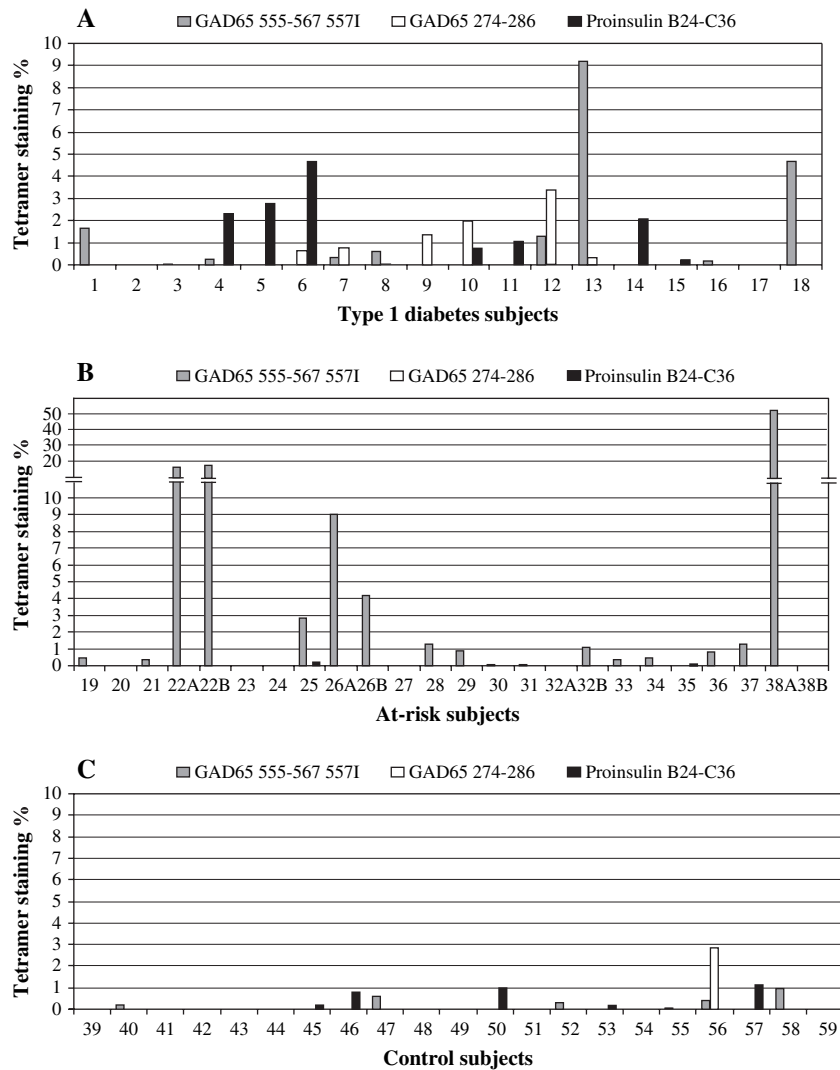 A
GAD65 555-567 557I GAD65 274-286 Proinsulin B24-C36
Tetramer staining %
10
9
8
7
6
5
4
3
2
1
0
1 2 3 4 5 6 7 8 9 10 11 12 13 14 15 16 17 18
Type 1 diabetes subjects
B
GAD65 555-567 557I GAD65 274-286 Proinsulin B24-C36
Tetramer staining %
50
40
30
20
10
9
8
7
6
5
4
3
2
1
0
19 20 21 22A22B 23 24 25 26A26B 27 28 29 30 31 32A32B 33 34 35 36 37 38A38B
At-risk subjects
C
GAD65 555-567 557I GAD65 274-286 Proinsulin B24-C36
Tetramer staining %
10
9
8
7
6
5
4
3
2
1
0
39 40 41 42 43 44 45 46 47 48 49 50 51 52 53 54 55 56 57 58 59
Control subjects